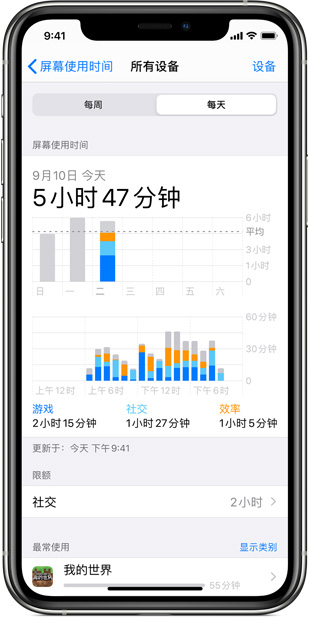 9:41
屏幕使用时间 所有设备 设备
每周 每天
屏幕使用时间
9月10日 今天
5小时47分钟
6小时
平均
3小时
1小时
0
日 一 二 三 四 五 六
60分钟
30分钟
0
上午12时 上午6时 下午12时 下午6时
游戏 社交 效率
2小时15分钟 1小时27分钟 1小时5分钟
更新于：今天 下午9:41
限额
社交 2小时
最常使用 显示类别
我的世界
55分钟